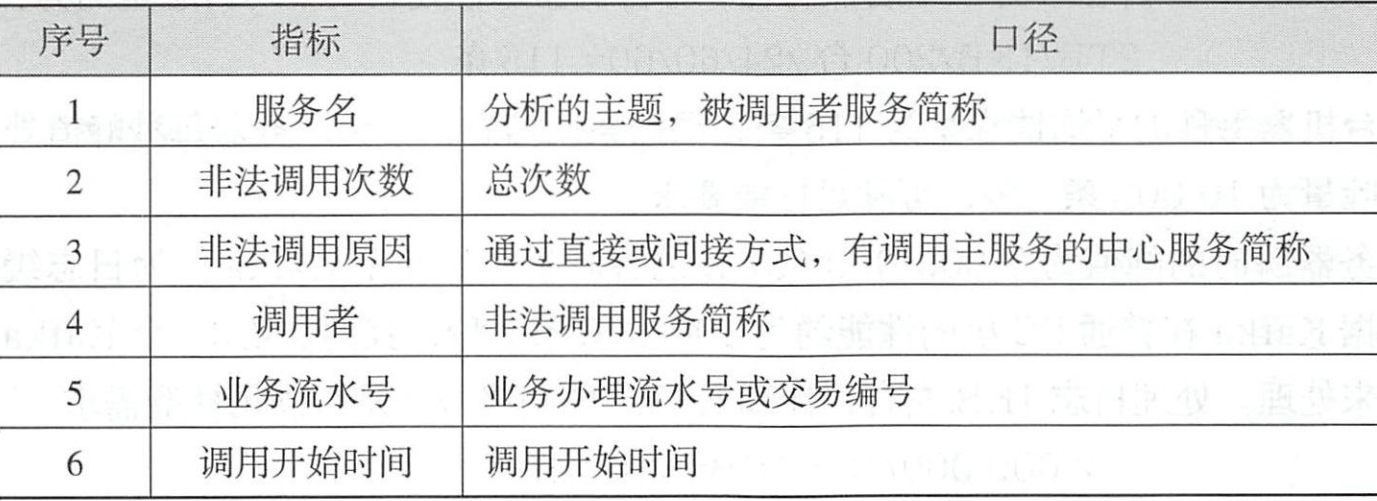 序号 指标 口径
1 服务名 分析的主题，被调用者服务简称
2 非法调用次数 总次数
3 非法调用原因 通过直接或间接方式，有调用主服务的中心服务简称
4 调用者 非法调用服务简称
5 业务流水号 业务办理流水号或交易编号
6 调用开始时间 调用开始时间